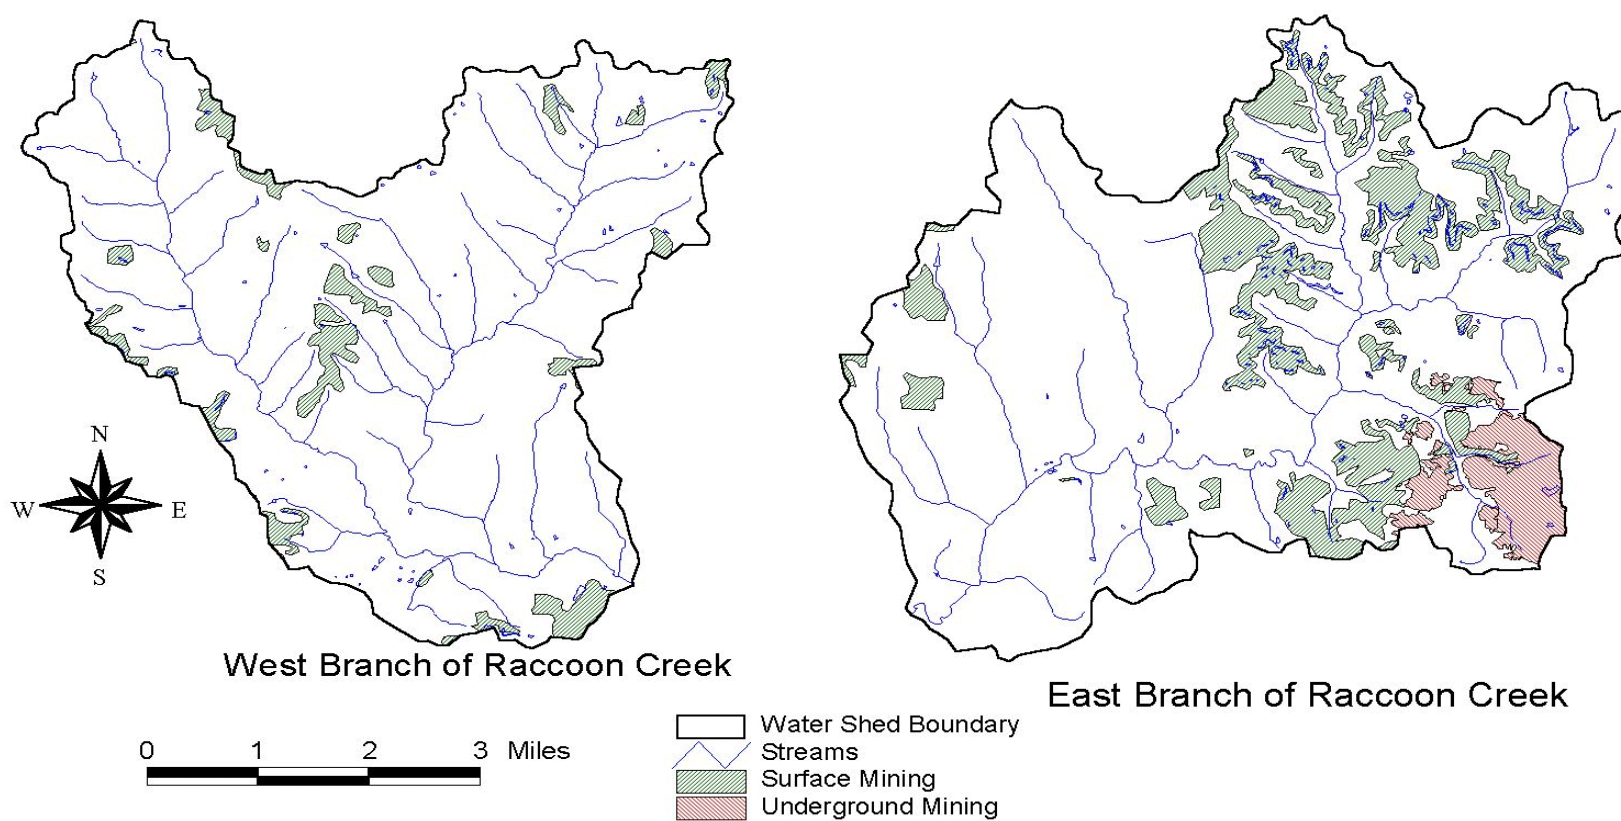 N
W E
S
West Branch of Raccoon Creek
East Branch of Raccoon Creek
Water Shed Boundary
0 1 2 3 Miles
Streams
Surface Mining
Underground Mining